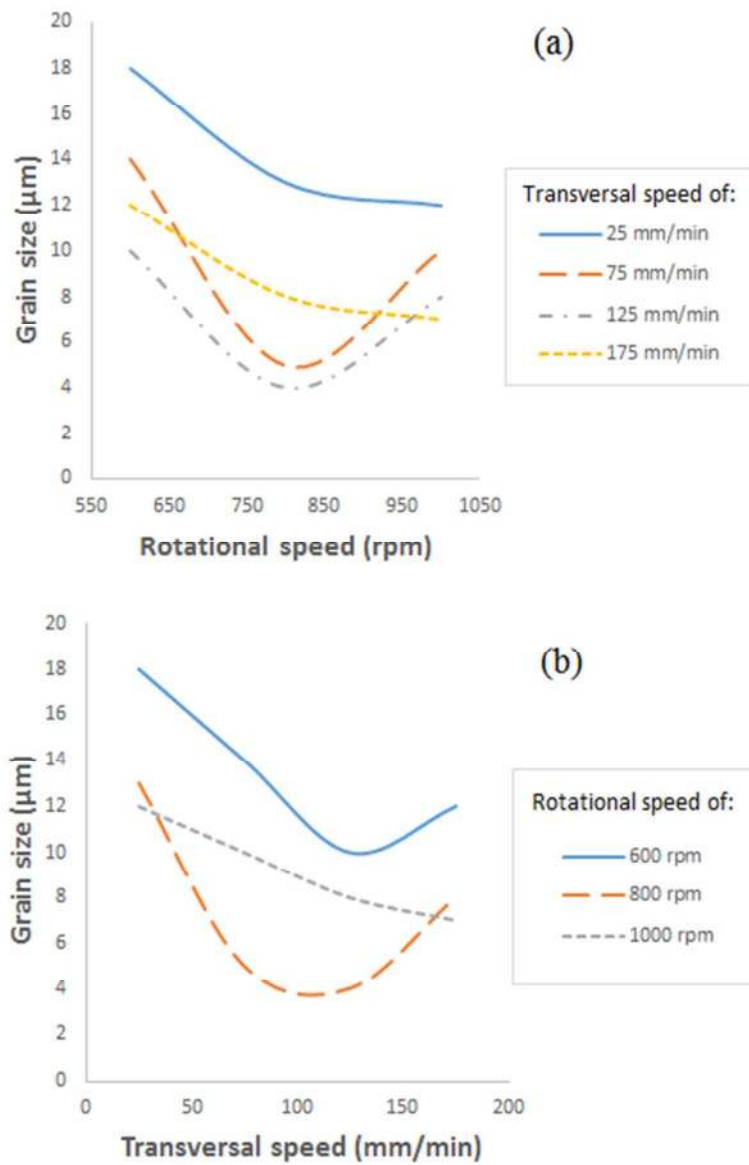 (a)
20
18
16
14
12
10
8
6
4
2
0
Grain size (µm)
550 650 750 850 950 1050
Rotational speed (rpm)
Transversal speed of:
25 mm/min
75 mm/min
125 mm/min
175 mm/min
(b)
20
18
16
14
12
10
8
6
4
2
0
Grain size (µm)
0 50 100 150 200
Transversal speed (mm/min)
Rotational speed of:
600 rpm
800 rpm
1000 rpm